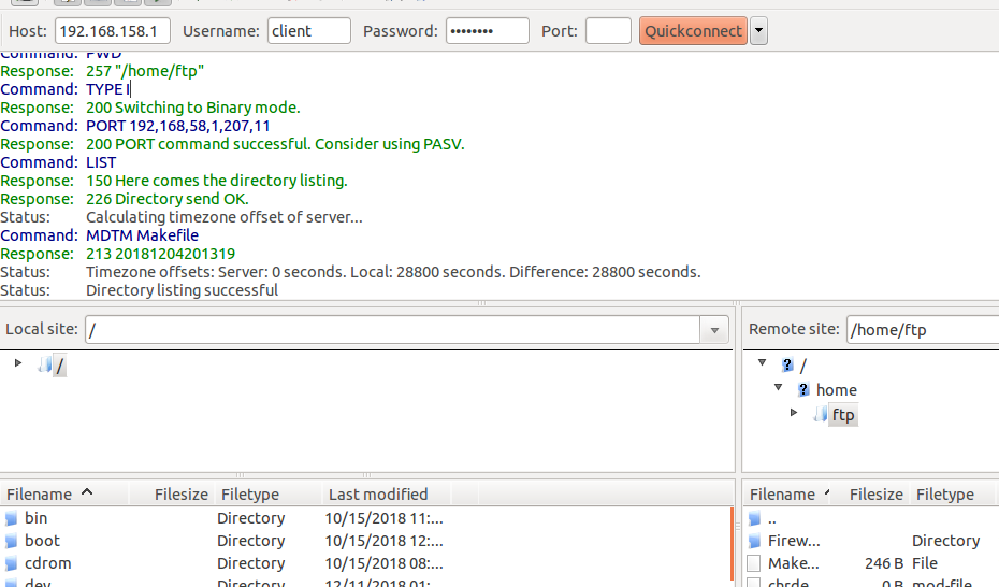 Host: 192.168.158.1 Username: client Password: •••••••• Port: Quickconnect
Command: PWD
Response: 257 "/home/ftp"
Command: TYPE I
Response: 200 Switching to Binary mode.
Command: PORT 192,168,58,1,207,11
Response: 200 PORT command successful. Consider using PASV.
Command: LIST
Response: 150 Here comes the directory listing.
Response: 226 Directory send OK.
Status: Calculating timezone offset of server...
Command: MDTM Makefile
Response: 213 20181204201319
Status: Timezone offsets: Server: 0 seconds. Local: 28800 seconds. Difference: 28800 seconds.
Status: Directory listing successful
Local site: /
/
Remote site: /home/ftp
? /
? home
ftp
Filename Filesize Filetype Last modified
bin Directory 10/15/2018 11:...
boot Directory 10/15/2018 12:...
cdrom Directory 10/15/2018 08:...
dev Directory 12/11/2018 01:
Filename Filesize Filetype
..
Firew... Directory
Make... 246 B File
chrde 0 B mod-file